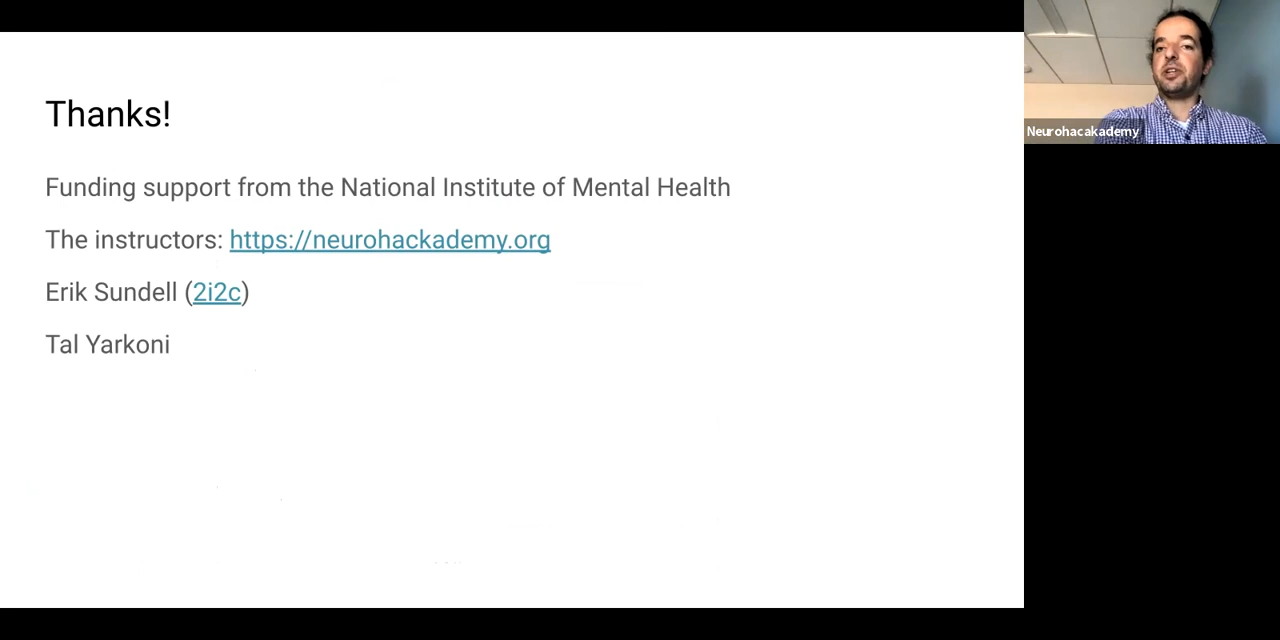 Thanks!
Funding support from the National Institute of Mental Health
The instructors: https://neurohackademy.org
Erik Sundell (2i2c)
Tal Yarkoni
Neurohacakademy